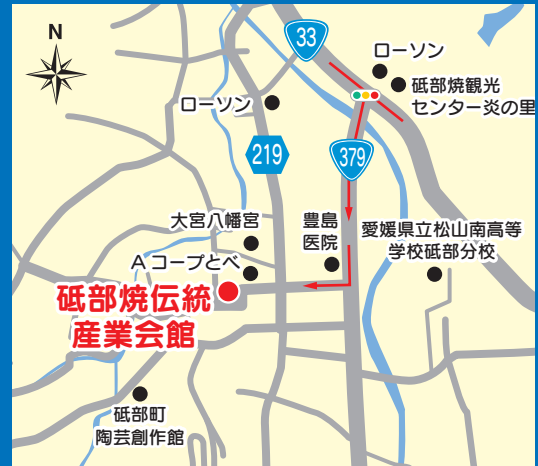 N
33
ローソン
砥部焼観光
センター炎の里
ローソン
219
379
大宮八幡宮
豊島
医院
愛媛県立松山南高等
学校砥部分校
Aコープとべ
砥部焼伝統
産業会館
砥部町
陶芸創作館